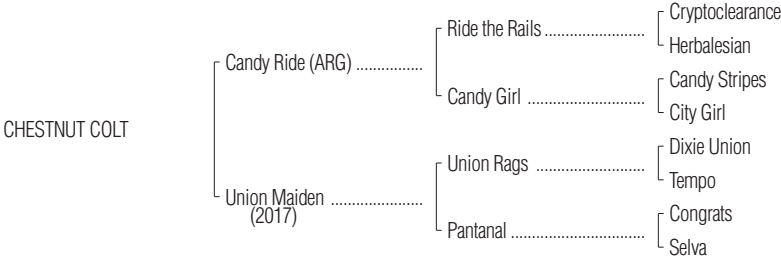 Cryptoclearance
Ride the Rails ........................
Herbalesian
Candy Ride (ARG) ................
Candy Stripes
Candy Girl ............................
City Girl
CHESTNUT COLT
Dixie Union
Union Rags ..........................
Tempo
Union Maiden ......................
(2017)
Congrats
Pantanal ................................
Selva